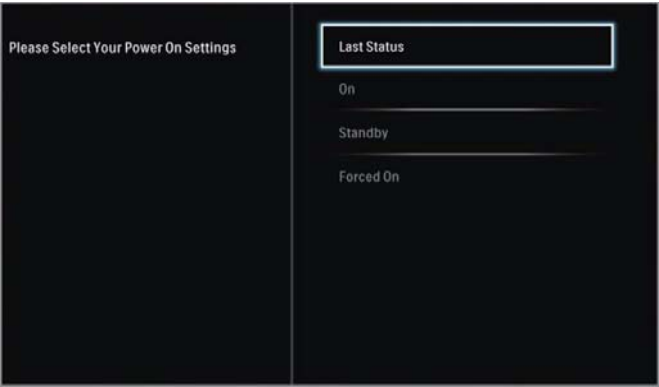 Please Select Your Power On Settings
Last Status
On
Standby
Forced On